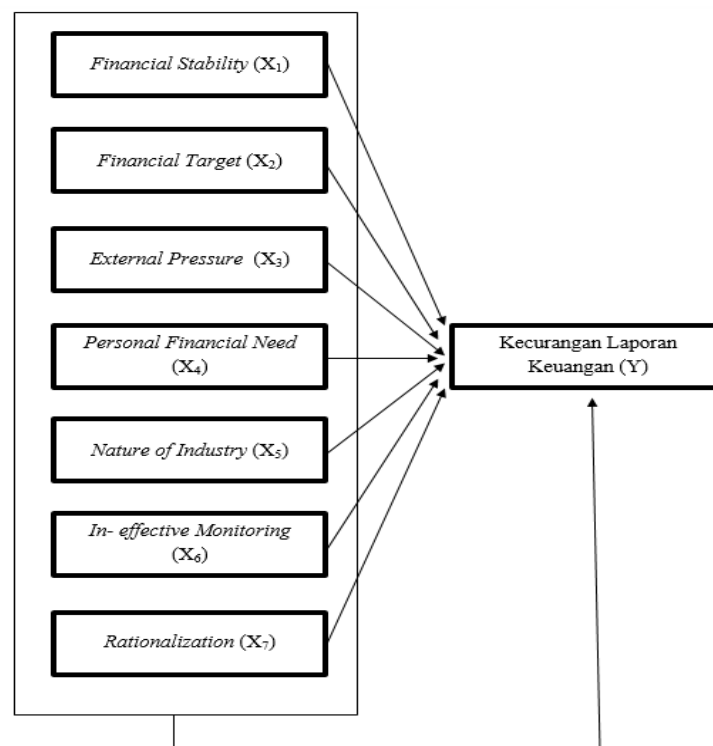 Financial Stability (X₁)
Financial Target (X₂)
External Pressure (X₃)
Personal Financial Need
(X₄)
Nature of Industry (X₅)
In- effective Monitoring
(X₆)
Rationalization (X₇)
Kecurangan Laporan
Keuangan (Y)